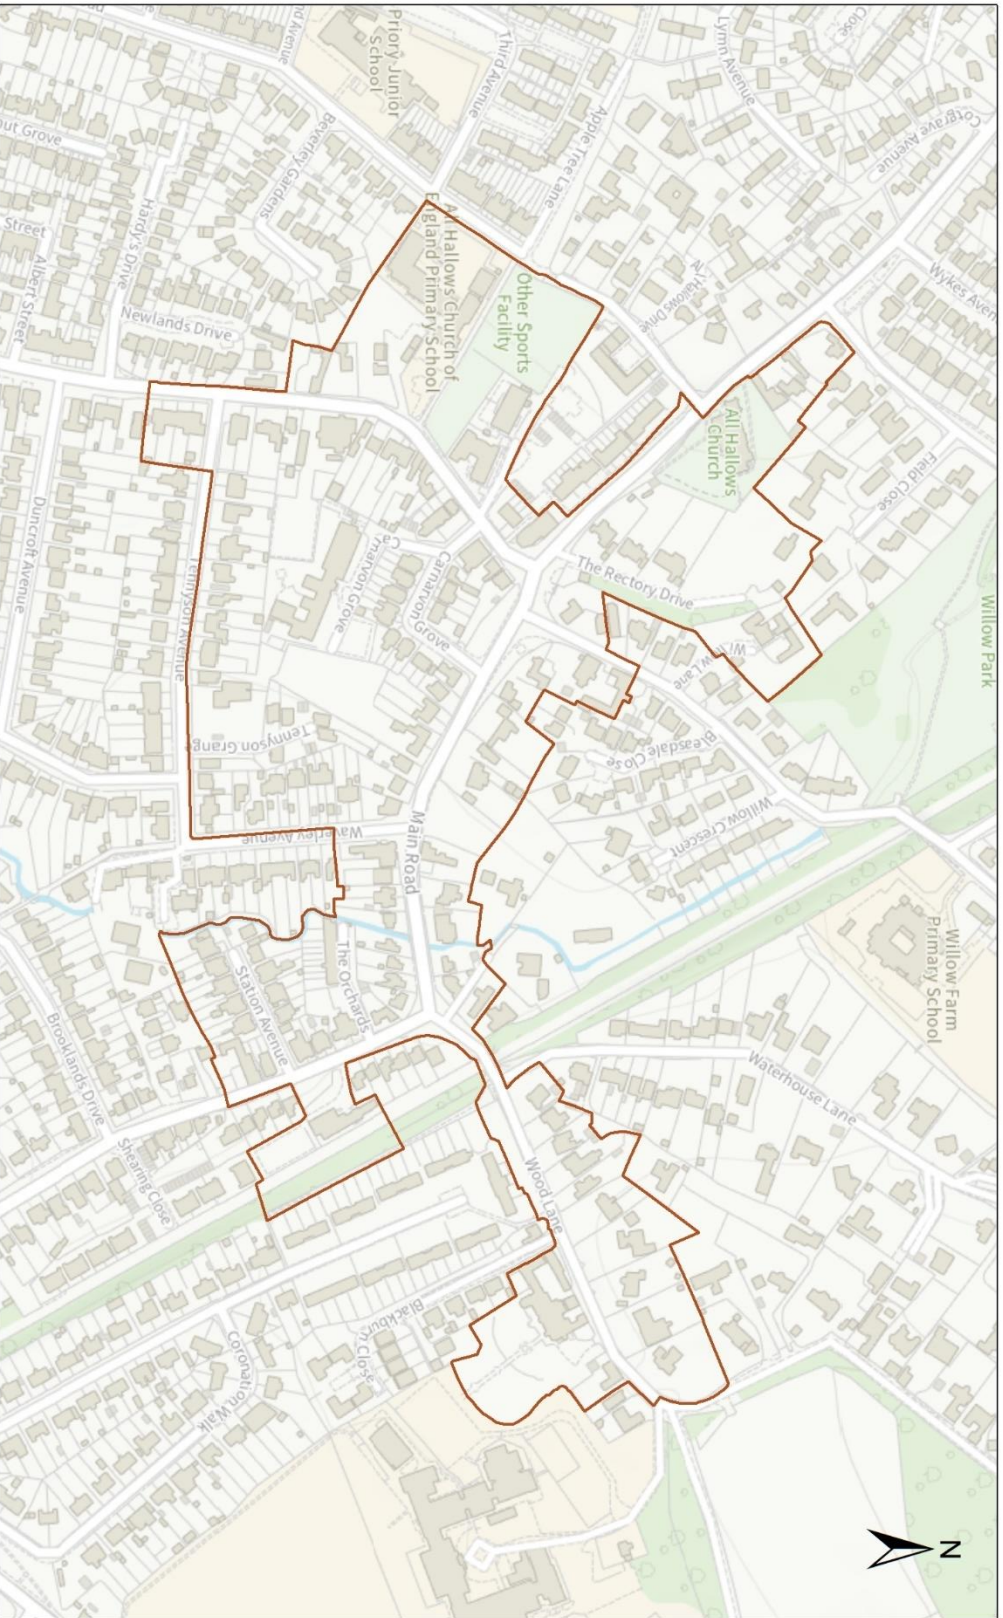 Priory Junior
School
Third Avenue
Lymn Avenue
Close
Cotgrave Avenue
Apple Tree Lane
Beverley Gardens
Hardy's Drive
Street
Albert Street
Newlands Drive
All Hallows Church of
England Primary School
Other Sports
Facility
All Hallows Drive
Wykes Aven
All Hallows
Church
Field Close
Willow Park
Duncroft Avenue
Tennyson Avenue
Carnarvon Grove
Carnarvon
Grove
The Rectory Drive
Willow Lane
Bleasdale Close
Willow Crescent
Tennyson Grange
Waverley Avenue
Main Road
The Orchards
Station Avenue
Brooklands Drive
Shearing Close
Willow Farm
Primary School
Waterhouse Lane
Wood Lane
Blackburn Close
Coronation Walk
N